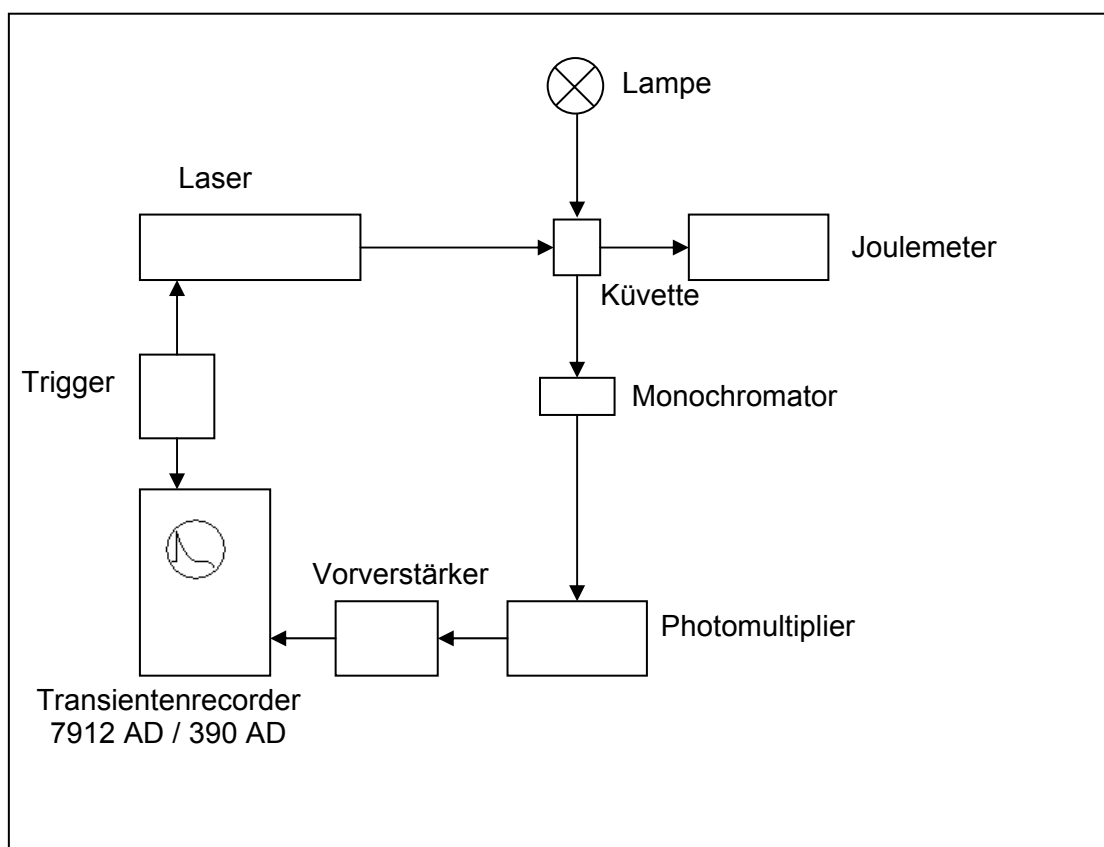 Lampe
Laser
Joulemeter
Küvette
Trigger
Monochromator
Vorverstärker
Photomultiplier
Transientenrecorder
7912 AD / 390 AD